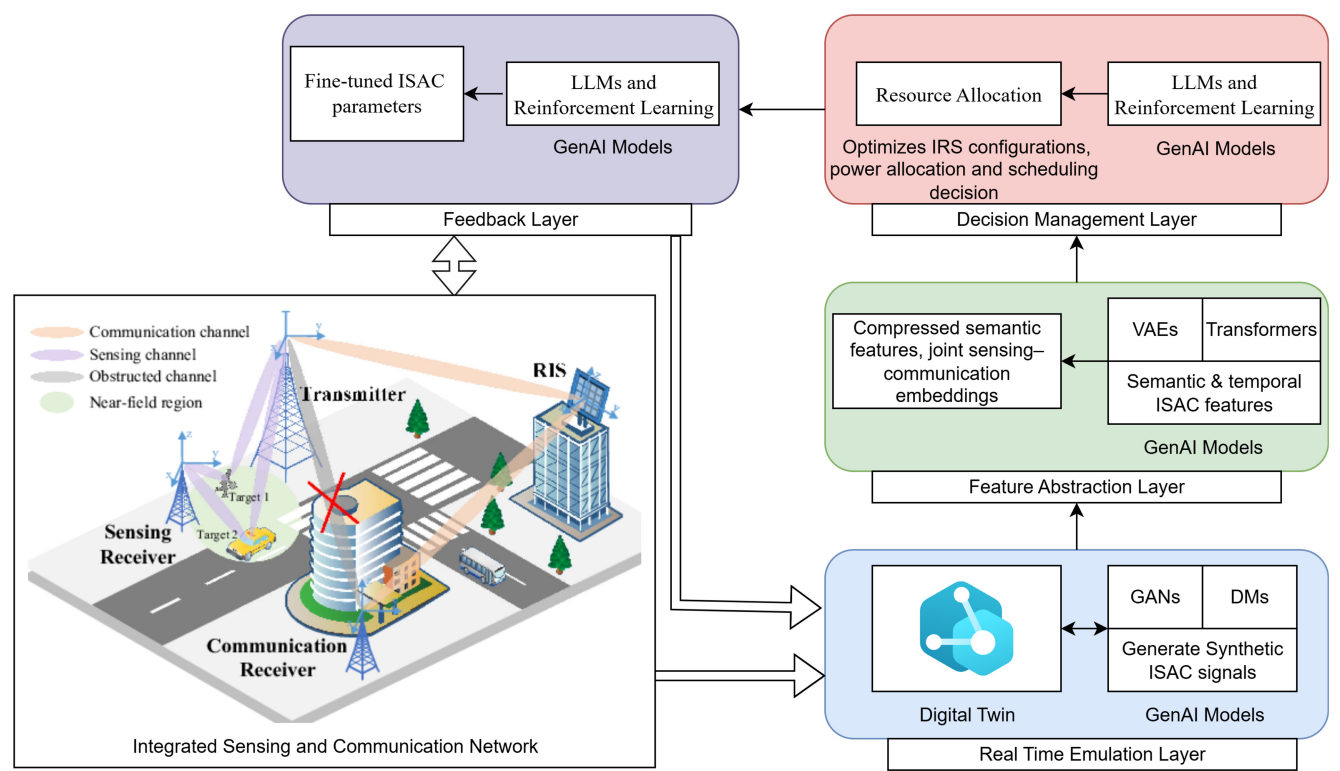 Fine-tuned ISAC
parameters
LLMs and
Reinforcement Learning
GenAI Models
Feedback Layer
Resource Allocation
LLMs and
Reinforcement Learning
GenAI Models
Optimizes IRS configurations,
power allocation and scheduling
decision
Decision Management Layer
Communication channel
Sensing channel
Obstructed channel
Near-field region
T
y
Transmitter
RIS
z
y
z
y
x
Target 1
Target 2
Sensing
Receiver
Communication
Receiver
Integrated Sensing and Communication Network
Compressed semantic
features, joint sensing–
communication
embeddings
VAEs
Transformers
Semantic & temporal
ISAC features
GenAI Models
Feature Abstraction Layer
GANs
DMs
Generate Synthetic
ISAC signals
Digital Twin
GenAI Models
Real Time Emulation Layer